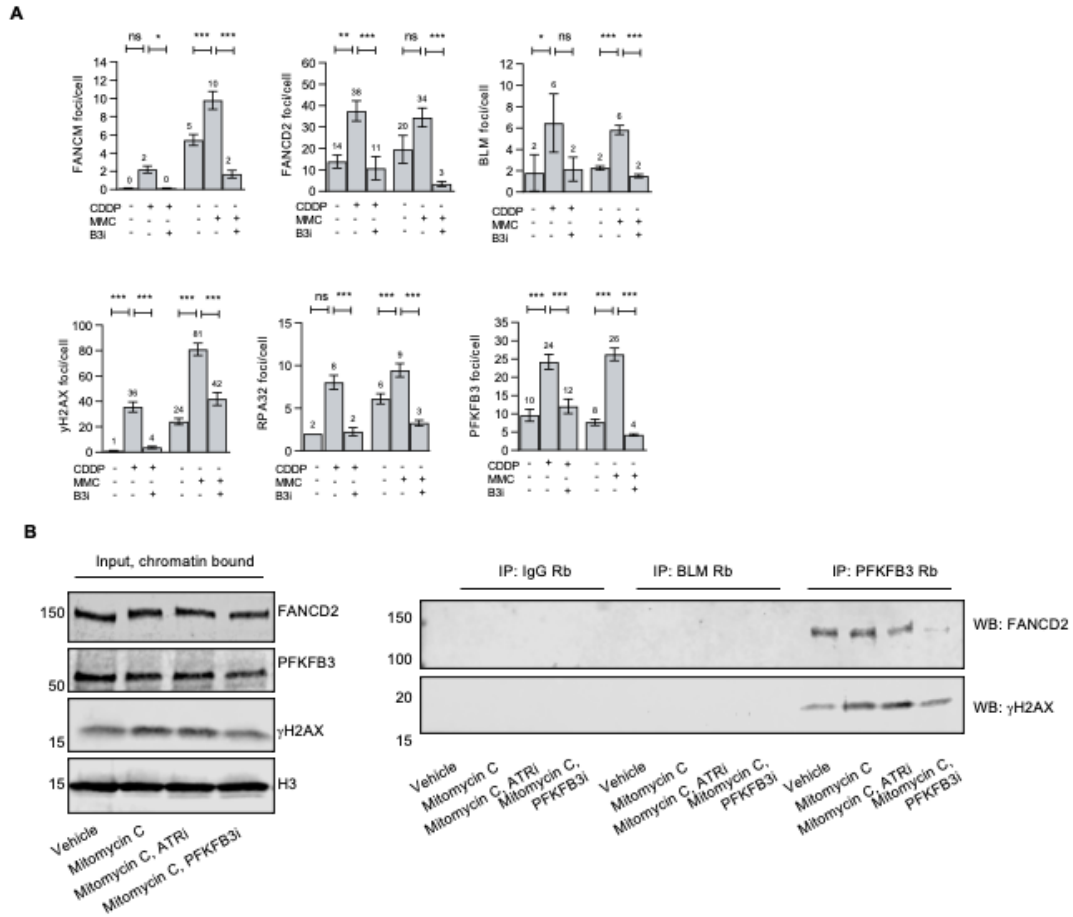 A
ns * *** ***
FANCM foci/cell
14
12
10
8
6
4
2
0
0 2 0 5 10 2
CDDP - + + - - -
MMC - - - - + +
B3i - - + - - +
** *** ns ***
FANCD2 foci/cell
60
50
40
30
20
10
0
14 38 11 20 34 3
CDDP - + + - - -
MMC - - - - + +
B3i - - + - - +
* ns *** ***
BLM foci/cell
12
10
8
6
4
2
0
2 6 2 2 6 2
CDDP - + + - - -
MMC - - - - + +
B3i - - + - - +
*** *** *** ***
yH2AX foci/cell
100
80
60
40
20
0
1 36 4 24 81 42
CDDP - + + - - -
MMC - - - - + +
B3i - - + - - +
ns *** *** ***
RPA32 foci/cell
15
10
5
0
2 8 2 6 9 3
CDDP - + + - - -
MMC - - - - + +
B3i - - + - - +
*** *** *** ***
PFKFB3 foci/cell
35
30
25
20
15
10
5
0
10 24 12 8 26 4
CDDP - + + - - -
MMC - - - - + +
B3i - - + - - +
B
Input, chromatin bound
150 FANCD2
PFKFB3
50
γH2AX
15
15 H3
Vehicle
Mitomycin C
Mitomycin C, ATRi
Mitomycin C, PFKFB3i
IP: IgG Rb IP: BLM Rb IP: PFKFB3 Rb
150
WB: FANCD2
100
20
WB: γH2AX
15
Vehicle
Mitomycin C
Mitomycin C, ATRi
Mitomycin C,
PFKFB3i
Vehicle
Mitomycin C
Mitomycin C, ATRi
Mitomycin C,
PFKFB3i
Vehicle
Mitomycin C
Mitomycin C, ATRi
Mitomycin C,
PFKFB3i